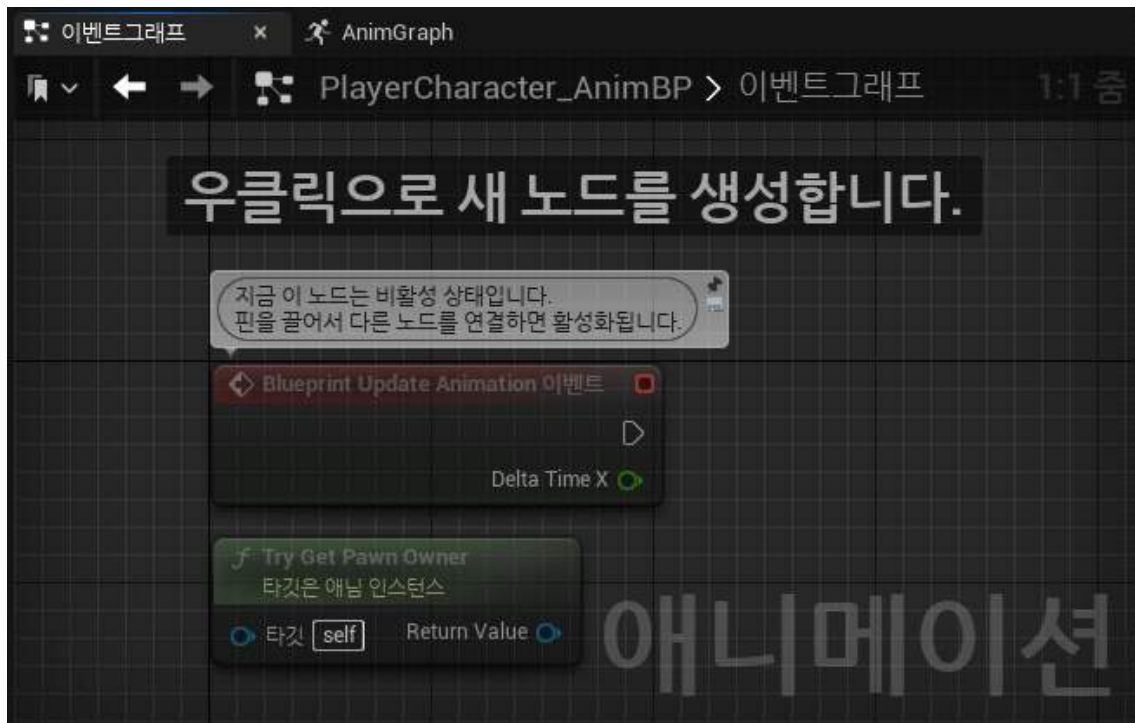 이벤트그래프 × AnimGraph
PlayerCharacter_AnimBP > 이벤트그래프 1:1 줌
우클릭으로 새 노드를 생성합니다.
지금 이 노드는 비활성 상태입니다.
핀을 끌어서 다른 노드를 연결하면 활성화됩니다.
Blueprint Update Animation 이벤트
Delta Time X
f Try Get Pawn Owner
타깃은 애님 인스턴스
타깃 self Return Value
애니메이션